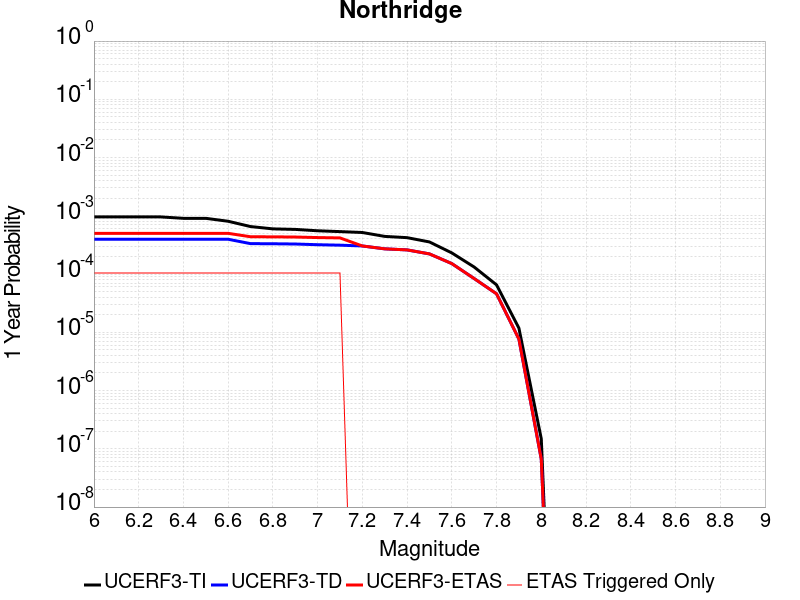 Northridge
10^0
10^-1
10^-2
10^-3
10^-4
10^-5
10^-6
10^-7
10^-8
1 Year Probability
6 6.2 6.4 6.6 6.8 7 7.2 7.4 7.6 7.8 8 8.2 8.4 8.6 8.8 9
Magnitude
UCERF3-TI UCERF3-TD UCERF3-ETAS ETAS Triggered Only